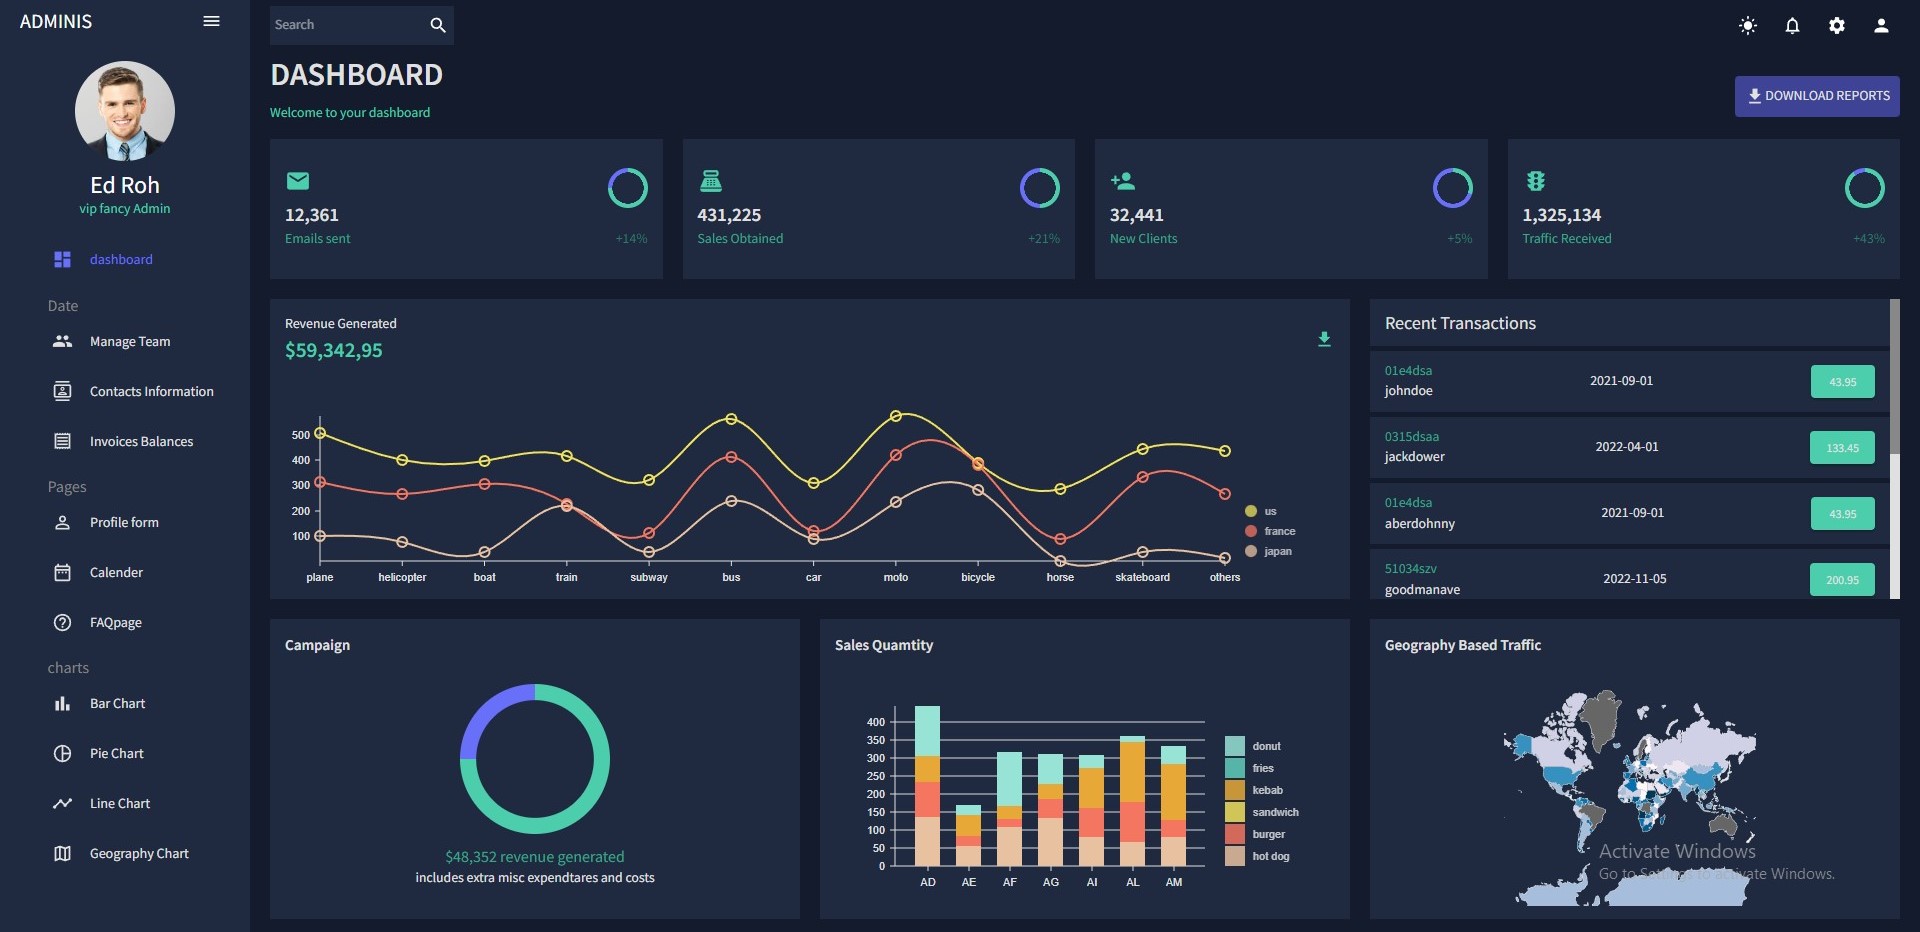 ADMINIS
Ed Roh
vip fancy Admin
dashboard
Date
Manage Team
Contacts Information
Invoices Balances
Pages
Profile form
Calender
FAQpage
charts
Bar Chart
Pie Chart
Line Chart
Geography Chart
Search
DASHBOARD
Welcome to your dashboard
DOWNLOAD REPORTS
12,361
Emails sent +14%
431,225
Sales Obtained +21%
32,441
New Clients +5%
1,325,134
Traffic Received +43%
Revenue Generated
$59,342,95
500
400
300
200
100
plane helicopter boat train subway bus car moto bicycle horse skateboard others
us
france
japan
Recent Transactions
01e4dsa
johndoe
2021-09-01
43.95
0315dsaa
jackdower
2022-04-01
133.45
01e4dsa
aberdohnny
2021-09-01
43.95
51034szv
goodmanave
2022-11-05
200.95
Campaign
$48,352 revenue generated
includes extra misc expendtares and costs
Sales Quamtity
400
350
300
250
200
150
100
50
0
AD AE AF AG AI AL AM
donut
fries
kebab
sandwich
burger
hot dog
Geography Based Traffic
Activate Windows
Go to Settings to activate Windows.